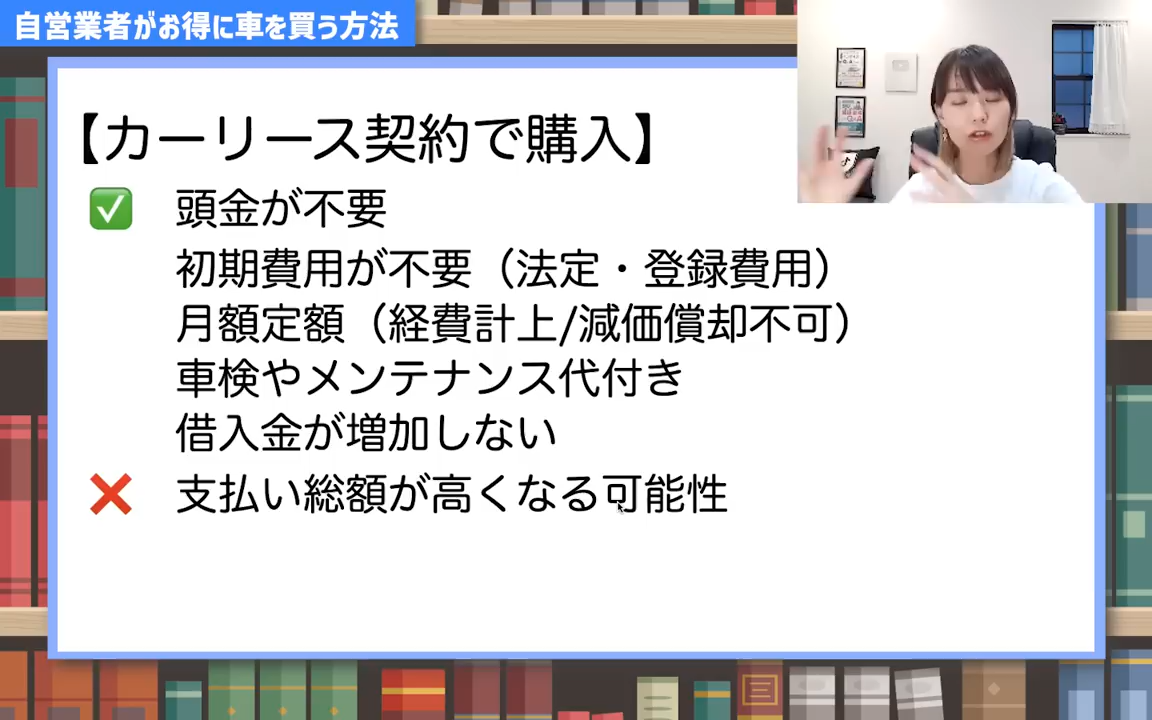 自営業者がお得に車を買う方法
【カーリース契約で購入】
✅ 頭金が不要
初期費用が不要（法定・登録費用）
月額定額（経費計上/減価償却不可）
車検やメンテナンス代付き
借入金が増加しない
❌ 支払い総額が高くなる可能性